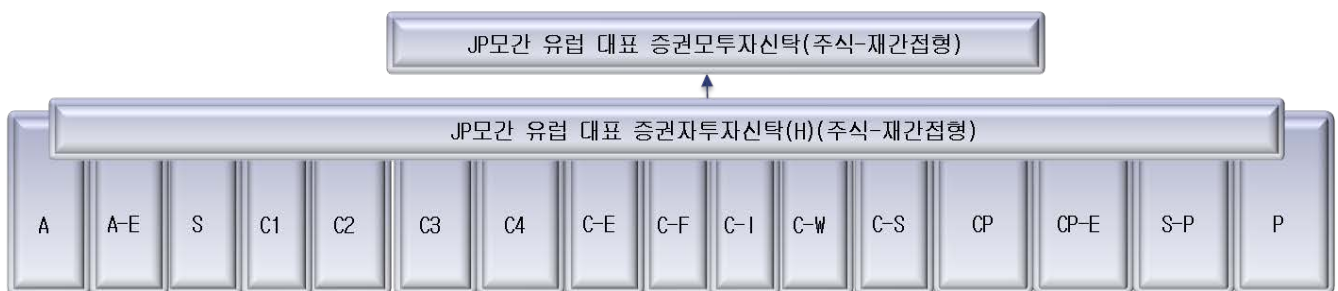 JP모간 유럽 대표 증권모투자신탁(주식-재간접형)
JP모간 유럽 대표 증권자투자신탁(H)(주식-재간접형)
A A-E S C1 C2 C3 C4 C-E C-F C-I C-W C-S CP CP-E S-P P